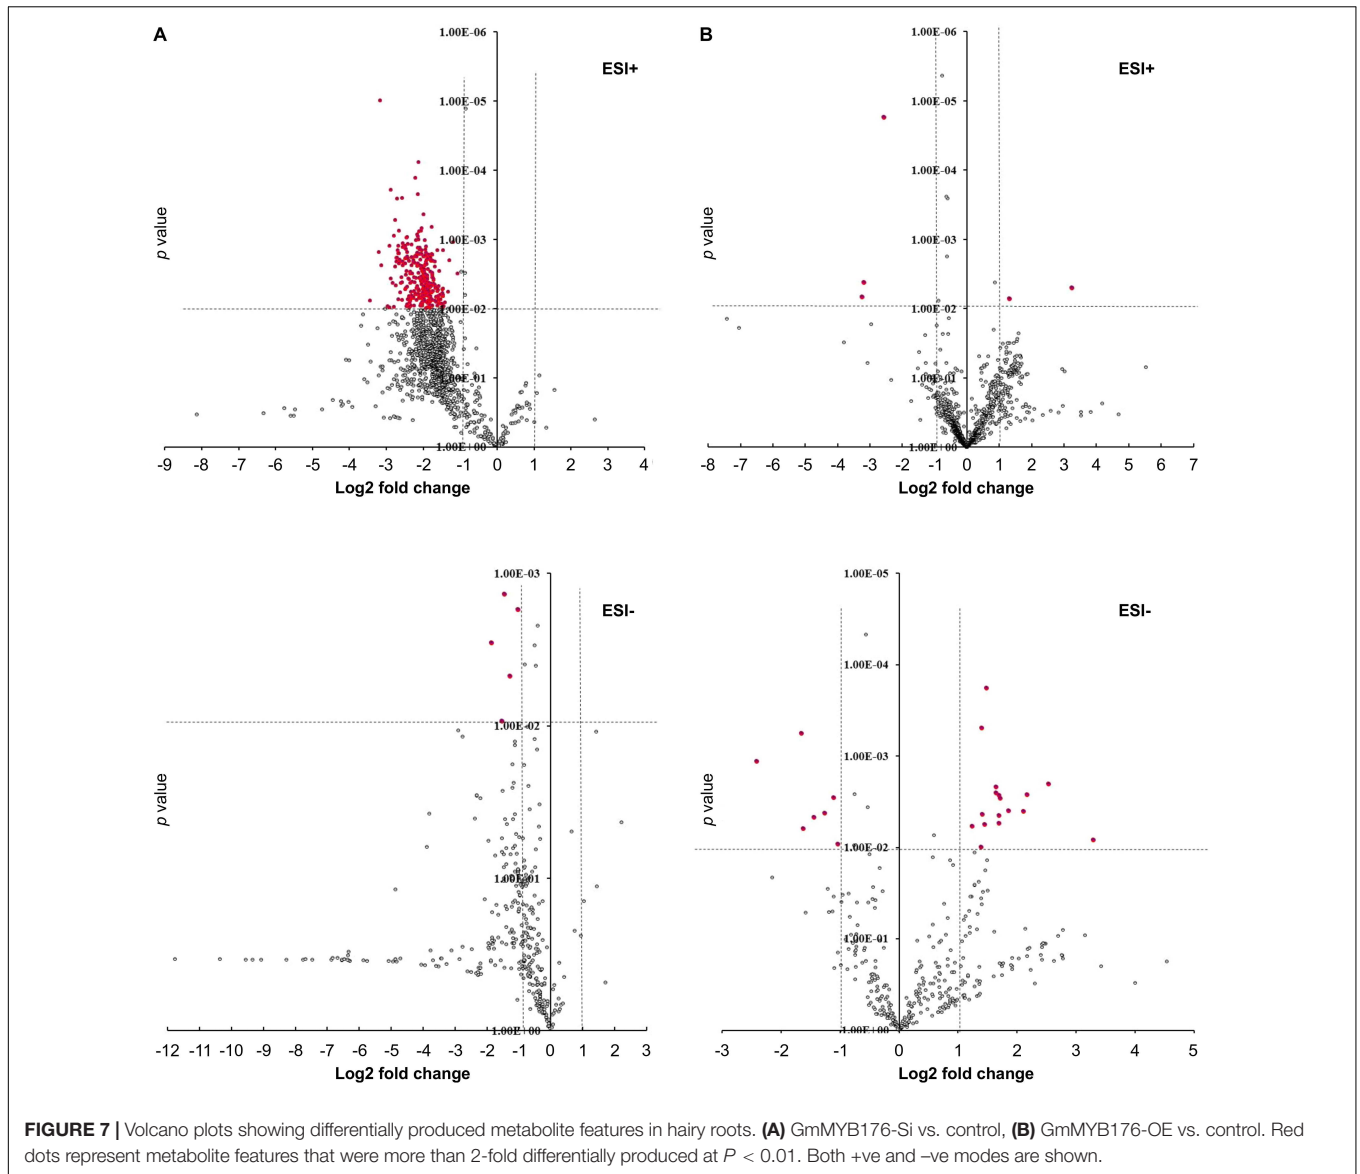 A
1.00E-06
ESI+
1.00E-05
1.00E-04
1.00E-03
1.00E-02
1.00E-01
1.00E+00
p value
-9 -8 -7 -6 -5 -4 -3 -2 -1 0 1 2 3 4
Log2 fold change
B
1.00E-06
ESI+
1.00E-05
1.00E-04
1.00E-03
1.00E-02
1.00E-01
1.00E+00
p value
-8 -7 -6 -5 -4 -3 -2 -1 0 1 2 3 4 5 6 7
Log2 fold change
1.00E-03
ESI-
1.00E-02
1.00E-01
1.00E+00
p value
-12 -11 -10 -9 -8 -7 -6 -5 -4 -3 -2 -1 0 1 2 3
Log2 fold change
1.00E-05
ESI-
1.00E-04
1.00E-03
1.00E-02
1.00E-01
1.00E+00
p value
-3 -2 -1 0 1 2 3 4 5
Log2 fold change
FIGURE 7 | Volcano plots showing differentially produced metabolite features in hairy roots. (A) GmMYB176-Si vs. control, (B) GmMYB176-OE vs. control. Red
dots represent metabolite features that were more than 2-fold differentially produced at P < 0.01. Both +ve and –ve modes are shown.